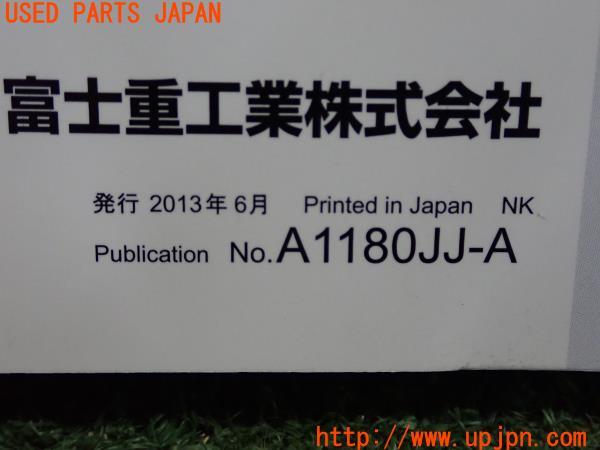 USED PARTS JAPAN
富士重工業株式会社
発行 2013年 6月 Printed in Japan NK
Publication No. A1180JJ-A
http://www.upjpn.com